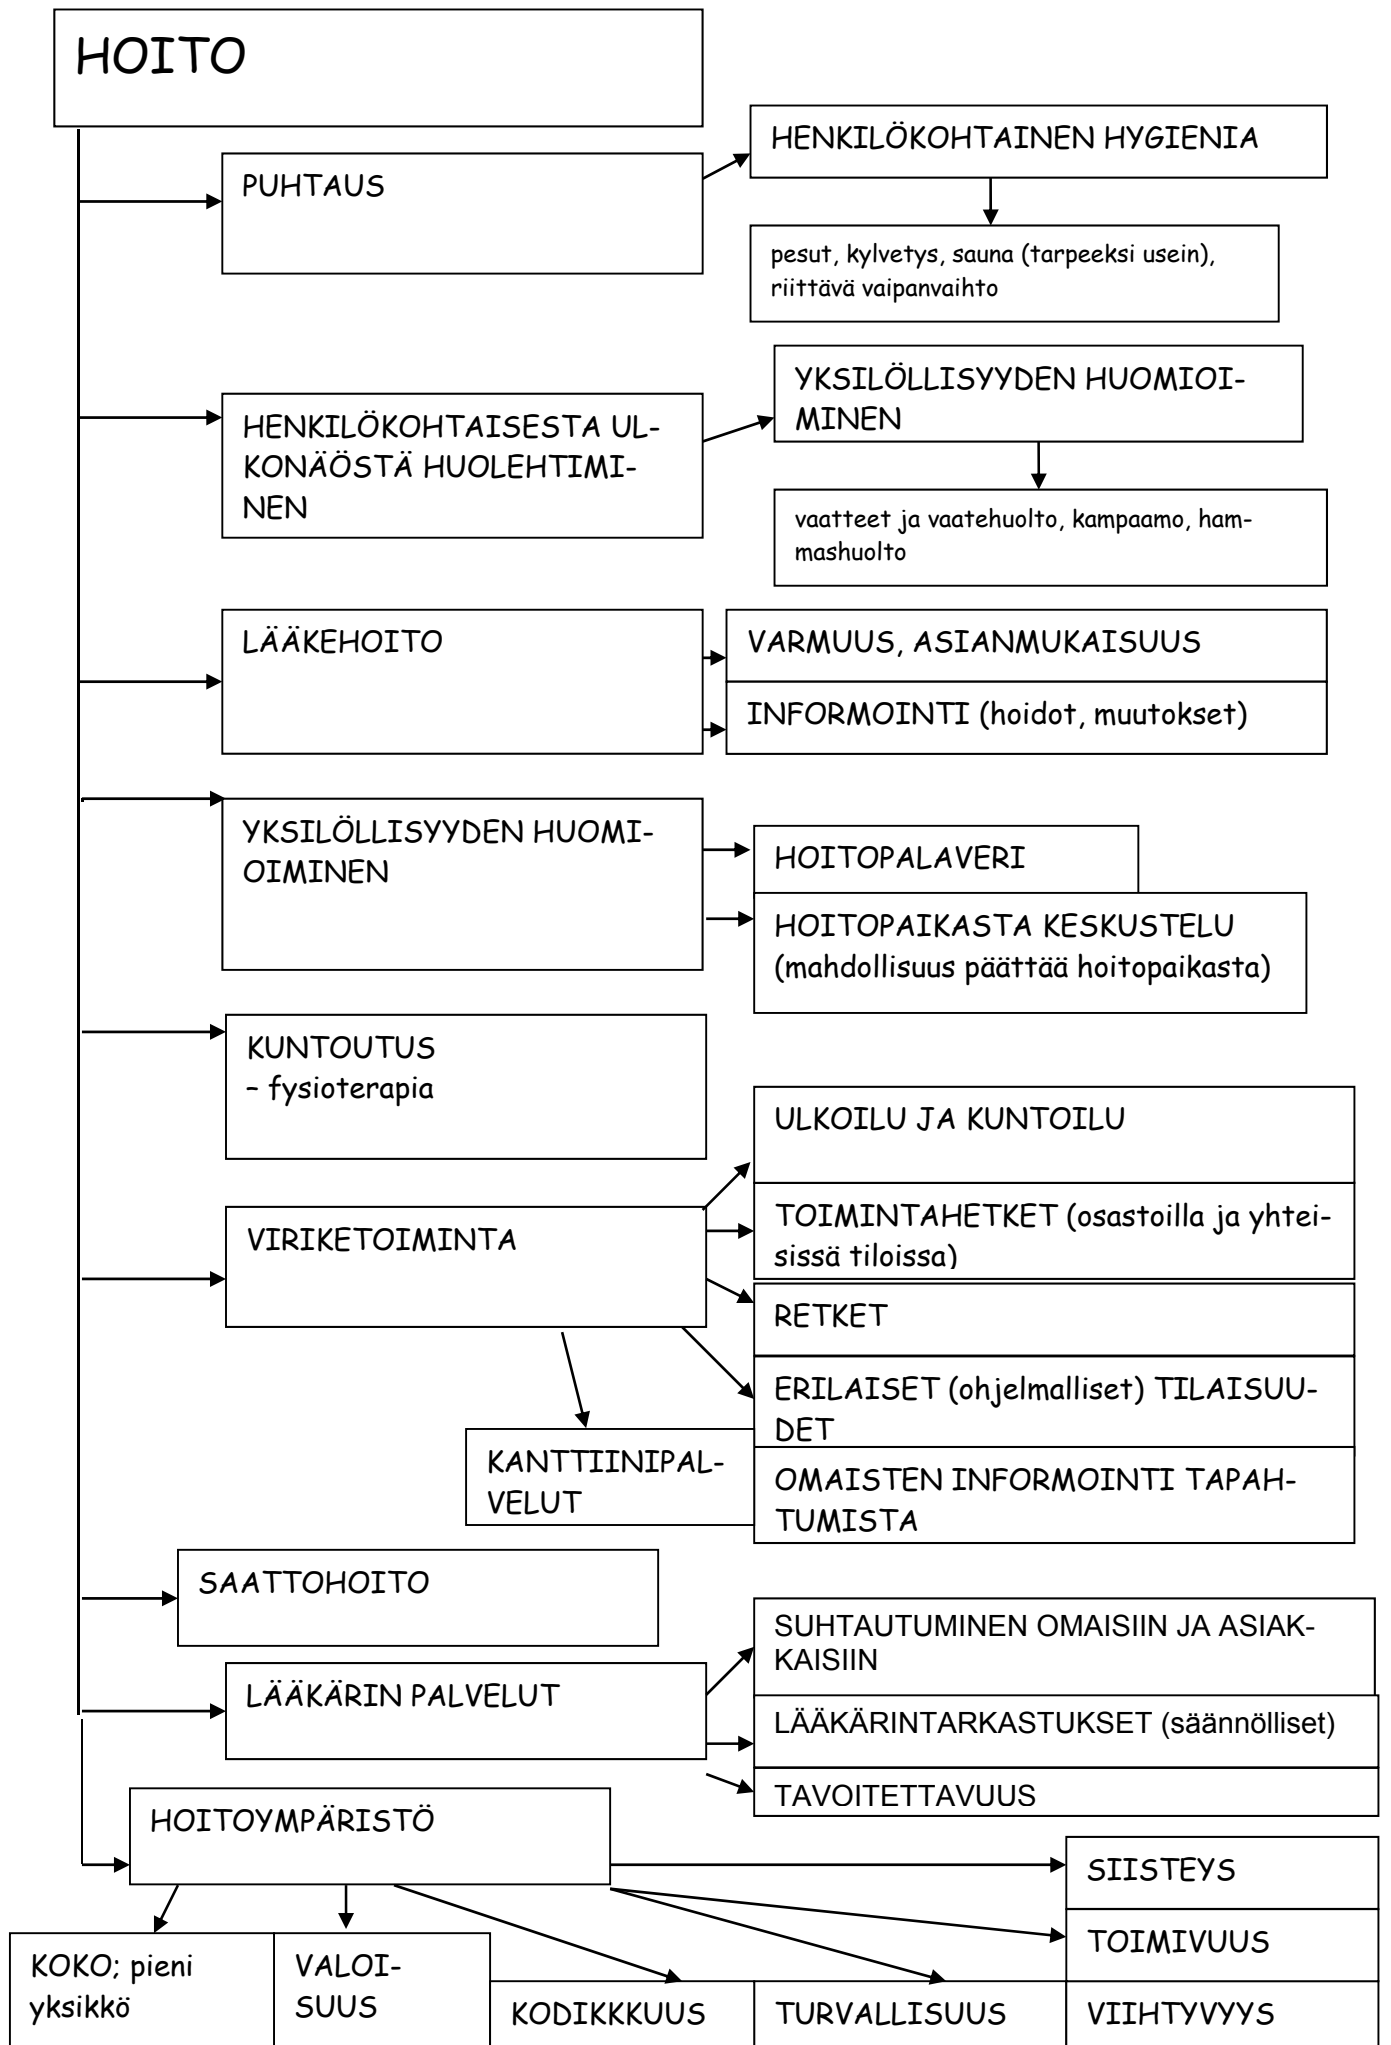 HOITO
PUHTAUS
HENKILÖKOHTAINEN HYGIENIA
pesut, kylvetys, sauna (tarpeeksi usein),
riittävä vaipanvaihto
HENKILÖKOHTAISESTA UL-
KONÄÖSTÄ HUOLEHTIMI-
NEN
YKSILÖLLISYYDEN HUOMIOI-
MINEN
vaatteet ja vaatehuolto, kampaamo, ham-
mashuolto
LÄÄKEHOITO
VARMUUS, ASIANMUKAISUUS
INFORMOINTI (hoidot, muutokset)
YKSILÖLLISYYDEN HUOMI-
OIMINEN
HOITOPALAVERI
HOITOPAIKASTA KESKUSTELU
(mahdollisuus päättää hoitopaikasta)
KUNTOUTUS
– fysioterapia
VIRIKETOIMINTA
ULKOILU JA KUNTOILU
TOIMINTAHETKET (osastoilla ja yhtei-
sissä tiloissa)
RETKET
ERILAISET (ohjelmalliset) TILAISUU-
DET
KANTTIINIPAL-
VELUT
OMAISTEN INFORMOINTI TAPAH-
TUMISTA
SAATTOHOITO
LÄÄKÄRIN PALVELUT
SUHTAUTUMINEN OMAISIIN JA ASIAK-
KAISIIN
LÄÄKÄRINTARKASTUKSET (säännölliset)
TAVOITETTAVUUS
HOITOYMPÄRISTÖ
SIISTEYS
TOIMIVUUS
KOKO; pieni
yksikkö
VALOI-
SUUS
KODIKKKUUS
TURVALLISUUS
VIIHTYVYYS